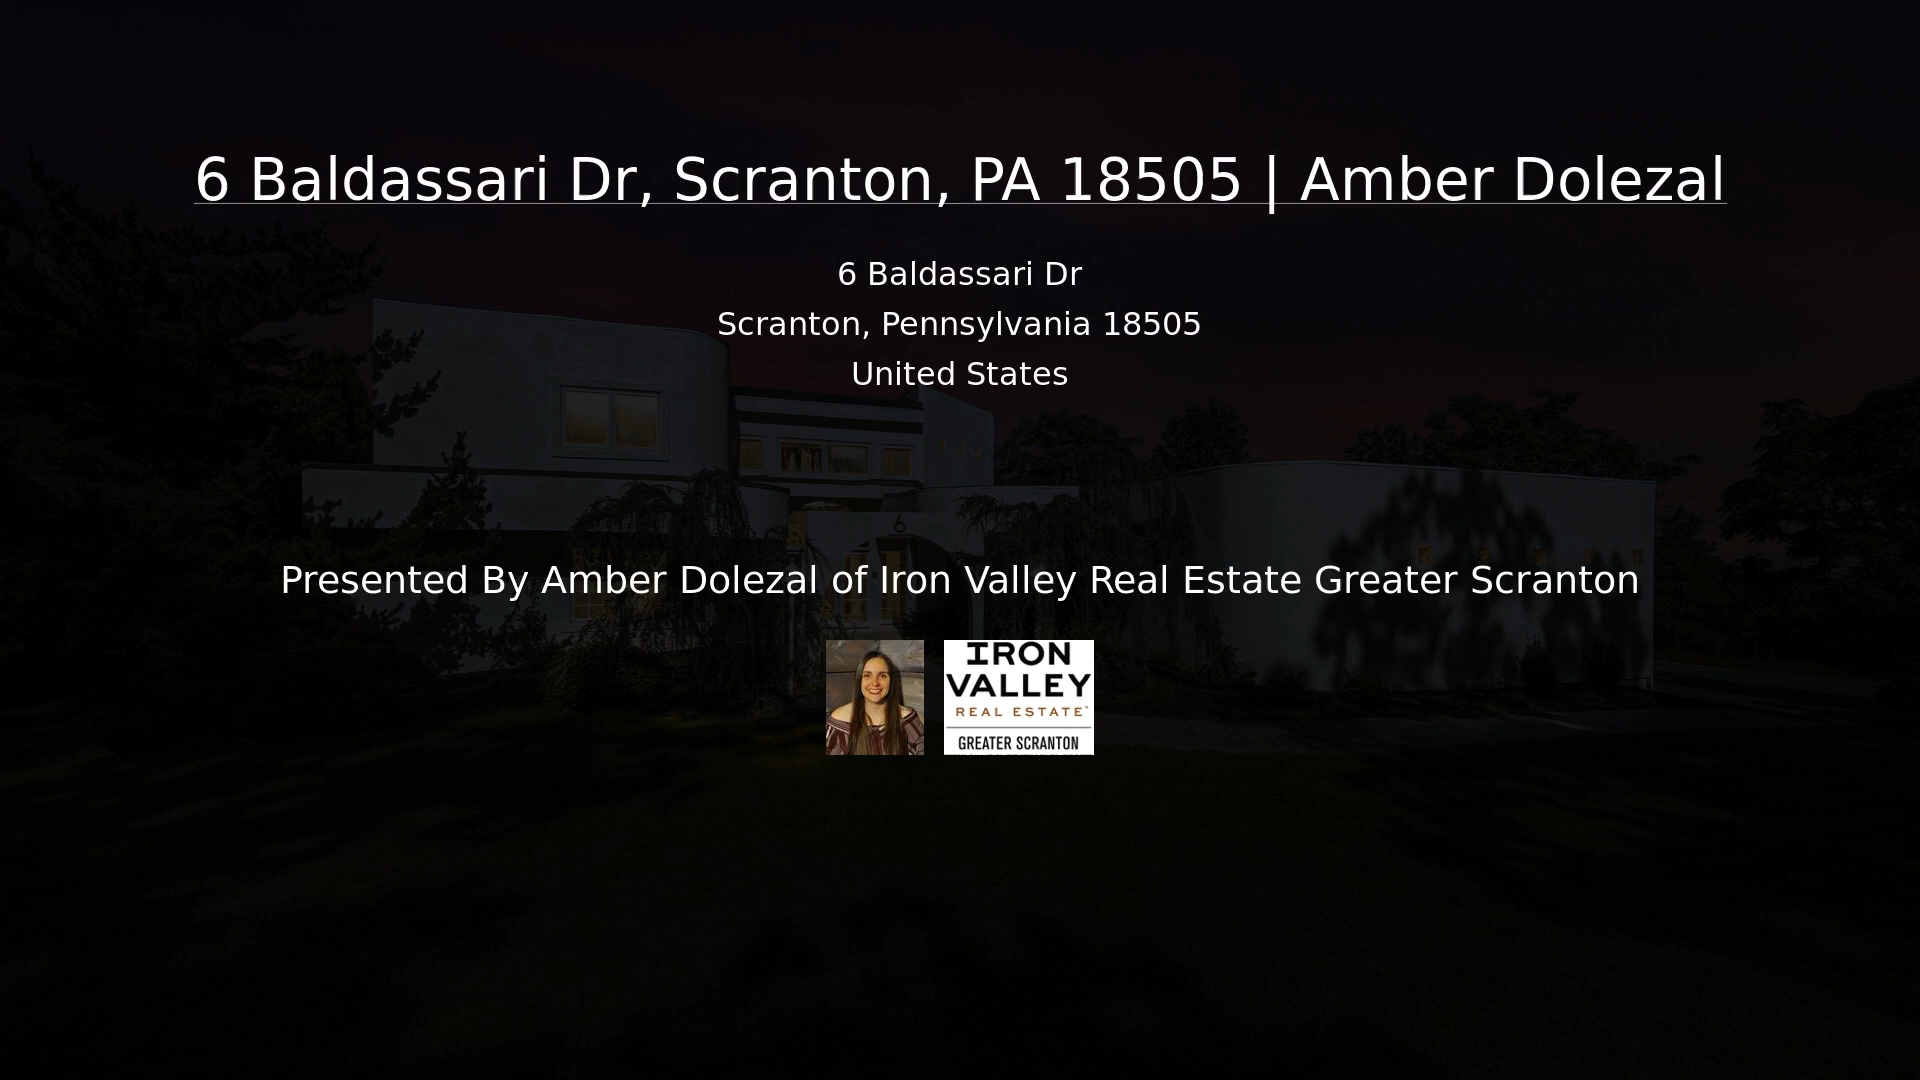 6 Baldassari Dr, Scranton, PA 18505 | Amber Dolezal
6 Baldassari Dr
Scranton, Pennsylvania 18505
United States
6
Presented By Amber Dolezal of Iron Valley Real Estate Greater Scranton
IRON
VALLEY
REAL ESTATE®
GREATER SCRANTON